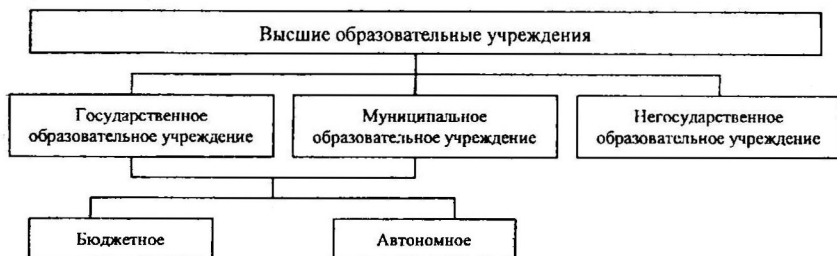 Высшие образовательные учреждения
Государственное
образовательное учреждение
Муниципальное
образовательное учреждение
Негосударственное
образовательное учреждение
Бюджетное
Автономное